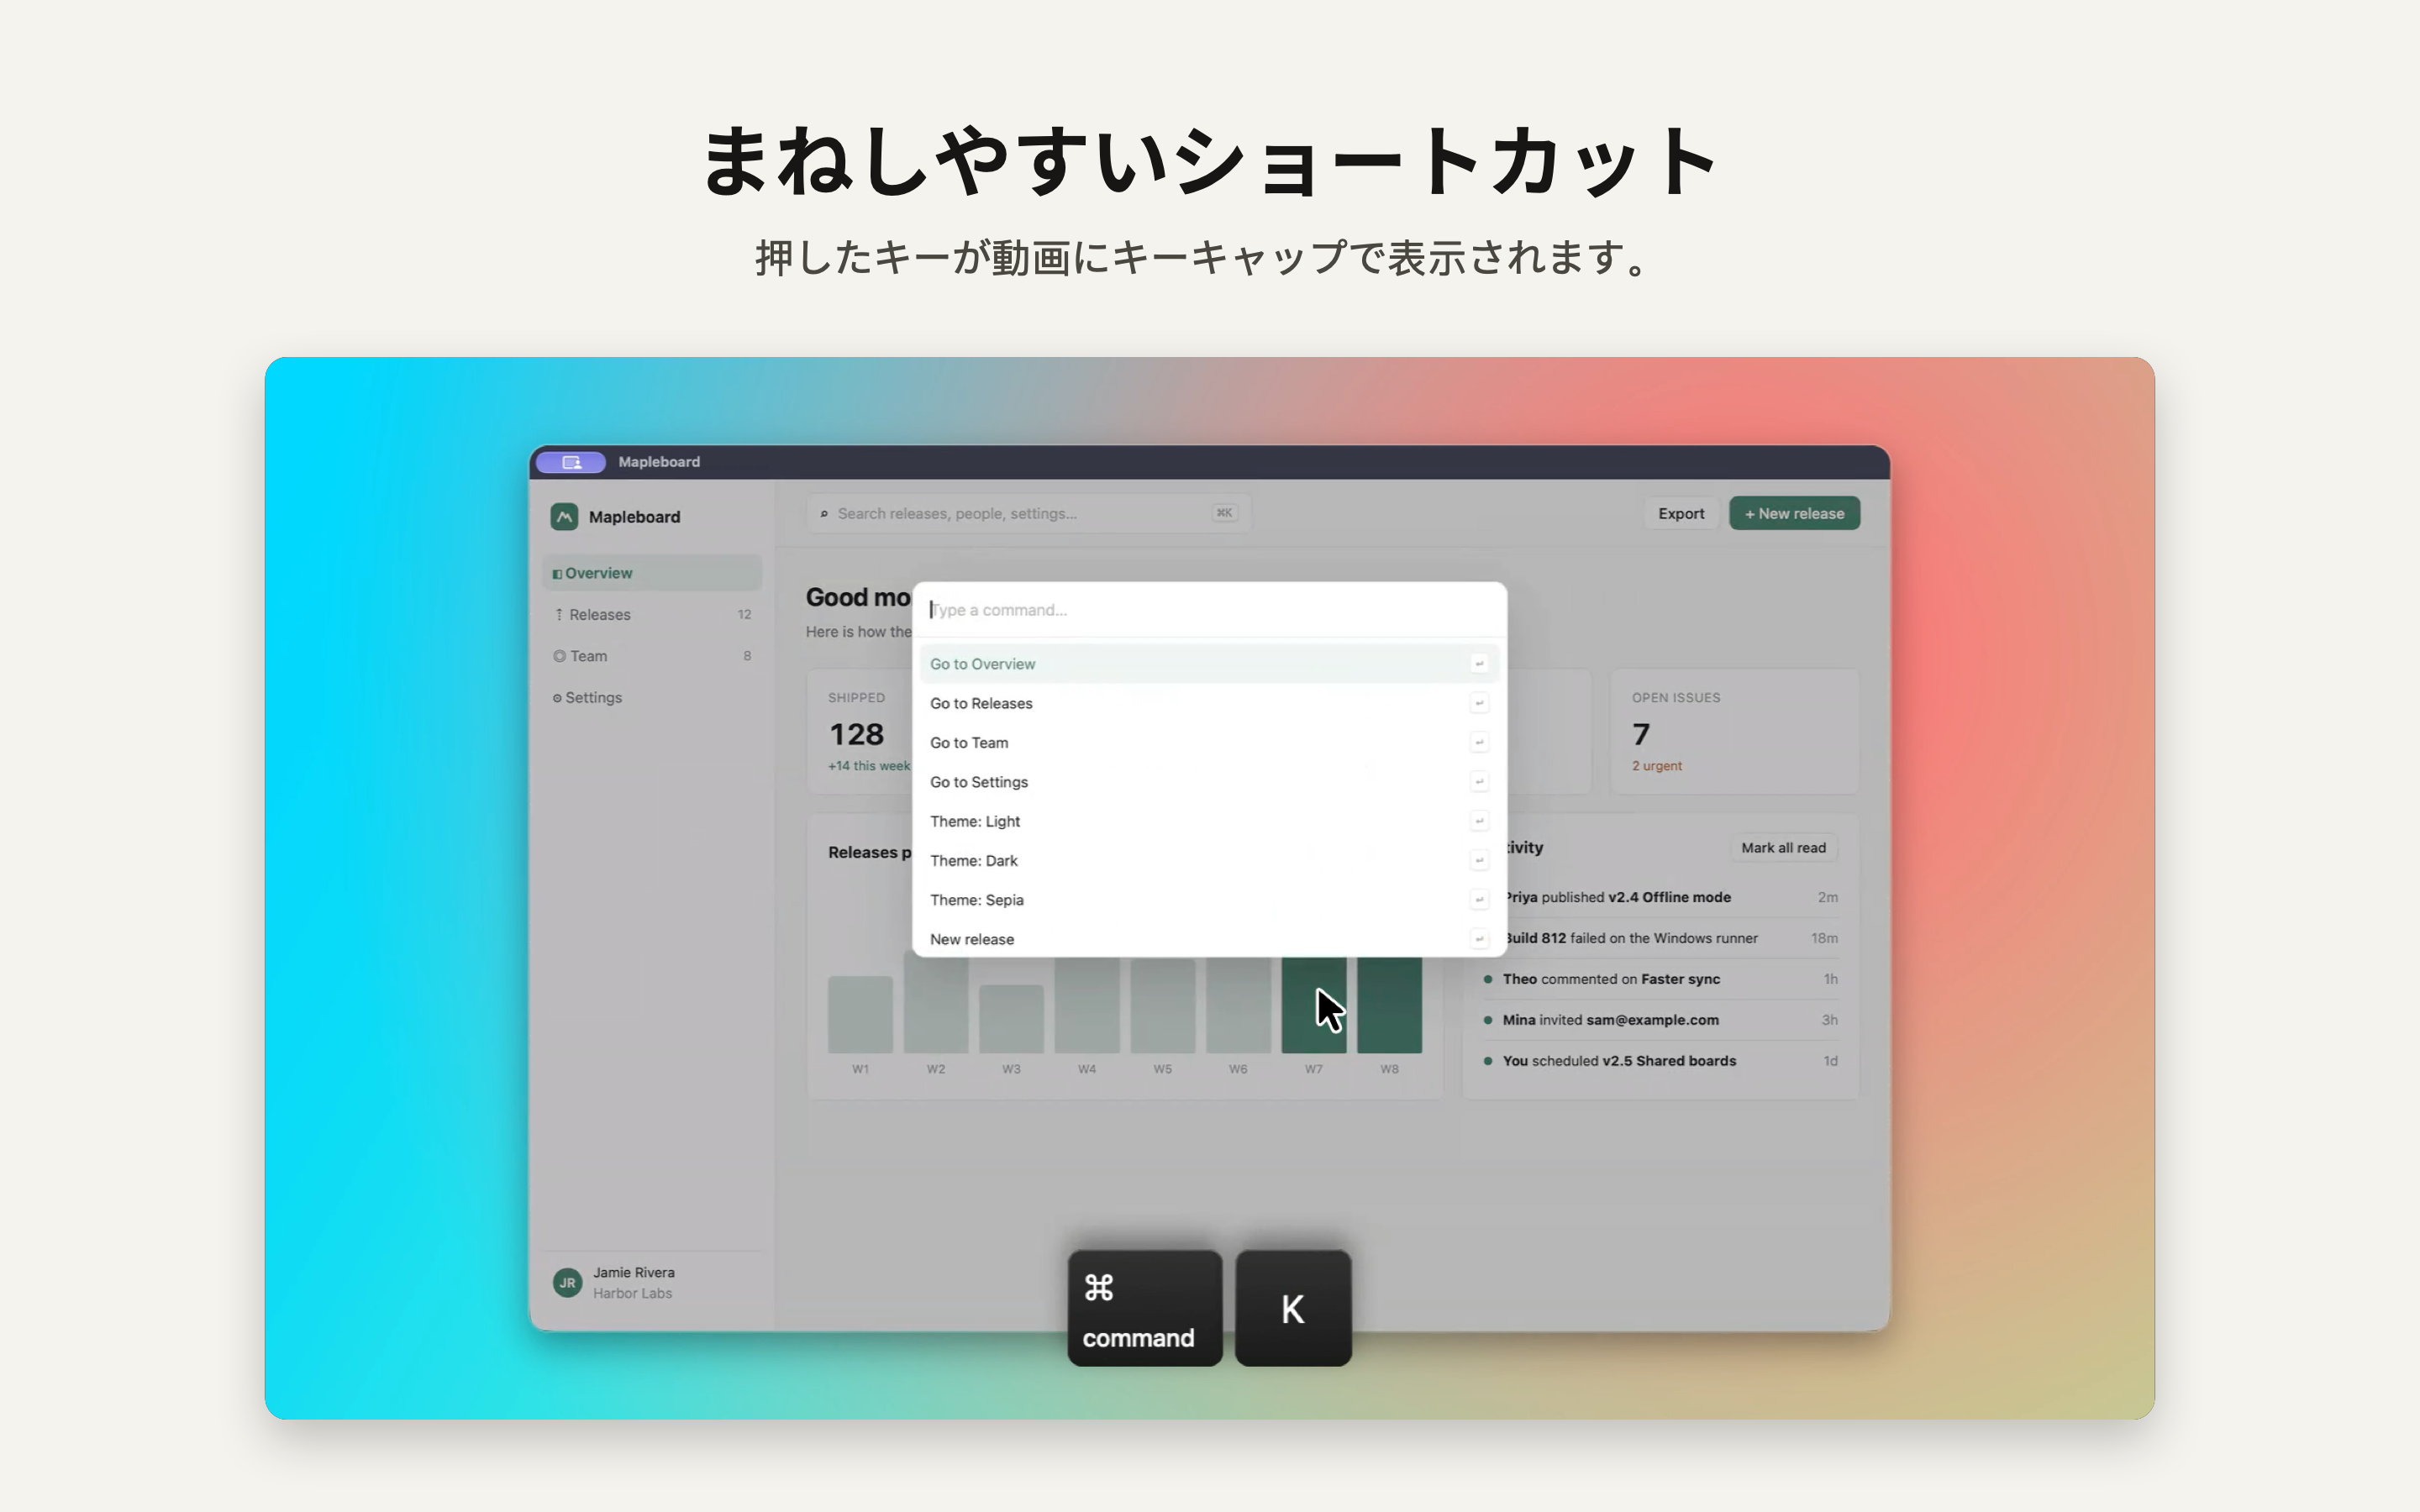 まねしやすいショートカット
押したキーが動画にキーキャップで表示されます。
Mapleboard
Mapleboard
Search releases, people, settings...
⌘K
Export
+ New release
Overview
Releases 12
Team 8
Settings
Good mo
Here is how the
Type a command...
Go to Overview
Go to Releases
Go to Team
Go to Settings
Theme: Light
Theme: Dark
Theme: Sepia
New release
SHIPPED
128
+14 this week
OPEN ISSUES
7
2 urgent
Releases p
W1 W2 W3 W4 W5 W6 W7 W8
tivity
Mark all read
Priya published v2.4 Offline mode 2m
Build 812 failed on the Windows runner 18m
Theo commented on Faster sync 1h
Mina invited sam@example.com 3h
You scheduled v2.5 Shared boards 1d
JR
Jamie Rivera
Harbor Labs
⌘
command
K